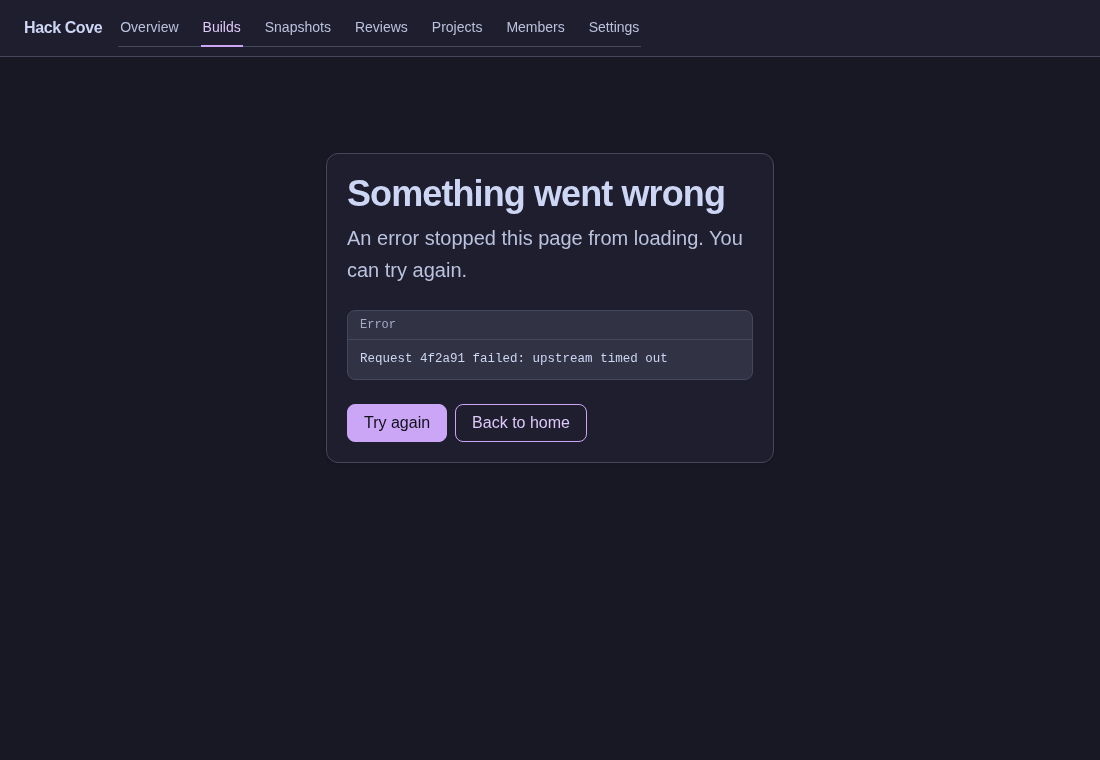 Hack Cove
Overview
Builds
Snapshots
Reviews
Projects
Members
Settings
Something went wrong
An error stopped this page from loading. You
can try again.
Error
Request 4f2a91 failed: upstream timed out
Try again
Back to home